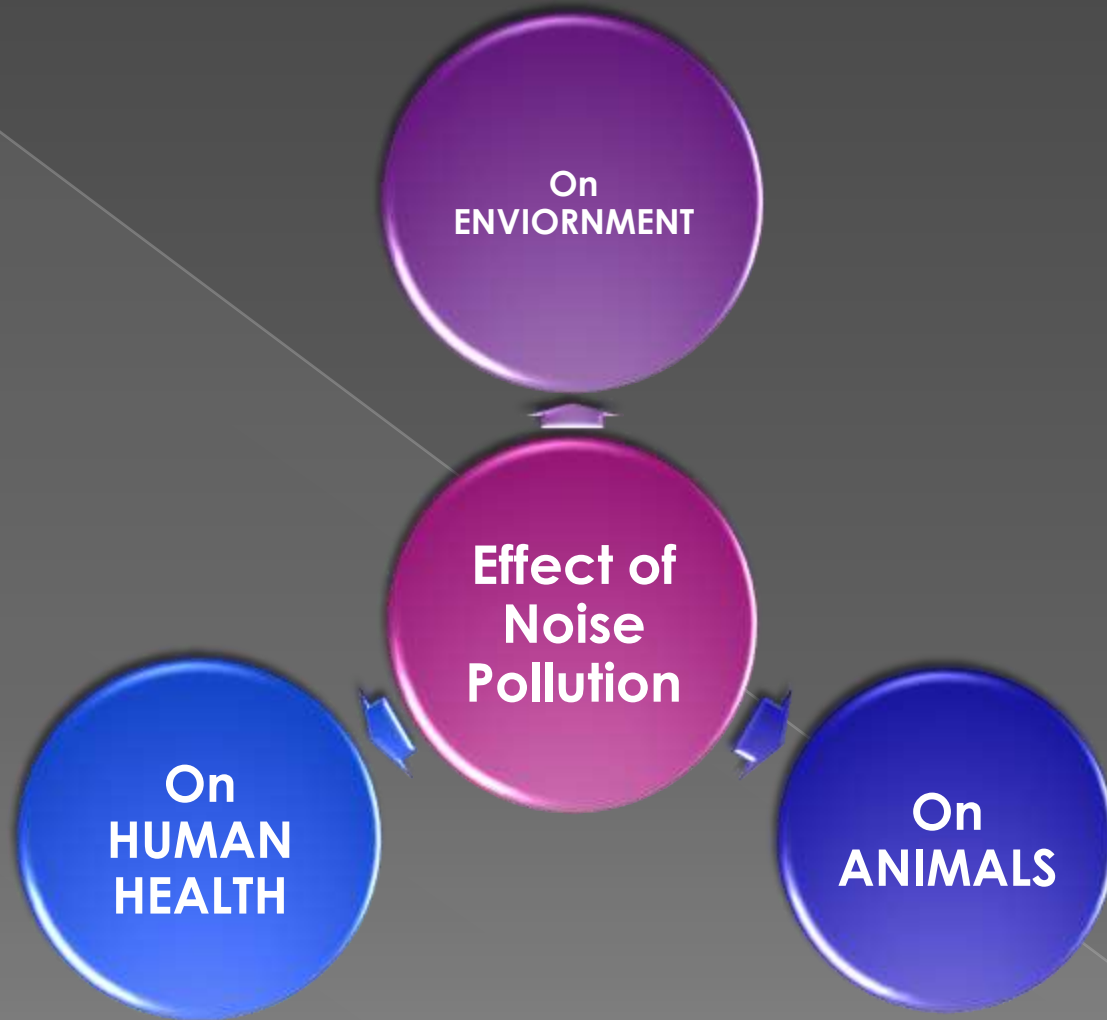 On
ENVIORNMENT
Effect of
Noise
Pollution
On
HUMAN
HEALTH
On
ANIMALS